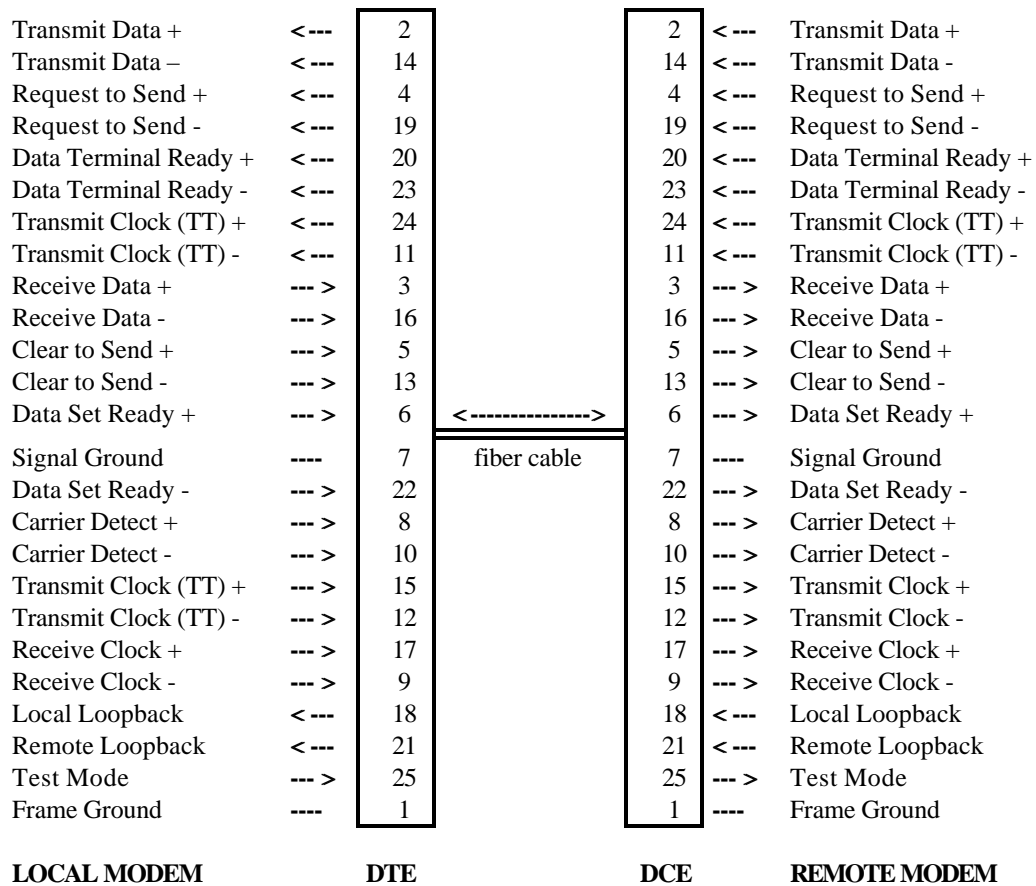 Transmit Data + < --- 2 2 < --- Transmit Data +
Transmit Data – < --- 14 14 < --- Transmit Data -
Request to Send + < --- 4 4 < --- Request to Send +
Request to Send - < --- 19 19 < --- Request to Send -
Data Terminal Ready + < --- 20 20 < --- Data Terminal Ready +
Data Terminal Ready - < --- 23 23 < --- Data Terminal Ready -
Transmit Clock (TT) + < --- 24 24 < --- Transmit Clock (TT) +
Transmit Clock (TT) - < --- 11 11 < --- Transmit Clock (TT) -
Receive Data + --- > 3 3 --- > Receive Data +
Receive Data - --- > 16 16 --- > Receive Data -
Clear to Send + --- > 5 5 --- > Clear to Send +
Clear to Send - --- > 13 13 --- > Clear to Send -
Data Set Ready + --- > 6 < ---------------> 6 --- > Data Set Ready +
Signal Ground ---- 7 fiber cable 7 ---- Signal Ground
Data Set Ready - --- > 22 22 --- > Data Set Ready -
Carrier Detect + --- > 8 8 --- > Carrier Detect +
Carrier Detect - --- > 10 10 --- > Carrier Detect -
Transmit Clock (TT) + --- > 15 15 --- > Transmit Clock +
Transmit Clock (TT) - --- > 12 12 --- > Transmit Clock -
Receive Clock + --- > 17 17 --- > Receive Clock +
Receive Clock - --- > 9 9 --- > Receive Clock -
Local Loopback < --- 18 18 < --- Local Loopback
Remote Loopback < --- 21 21 < --- Remote Loopback
Test Mode --- > 25 25 --- > Test Mode
Frame Ground ---- 1 1 ---- Frame Ground
LOCAL MODEM DTE DCE REMOTE MODEM